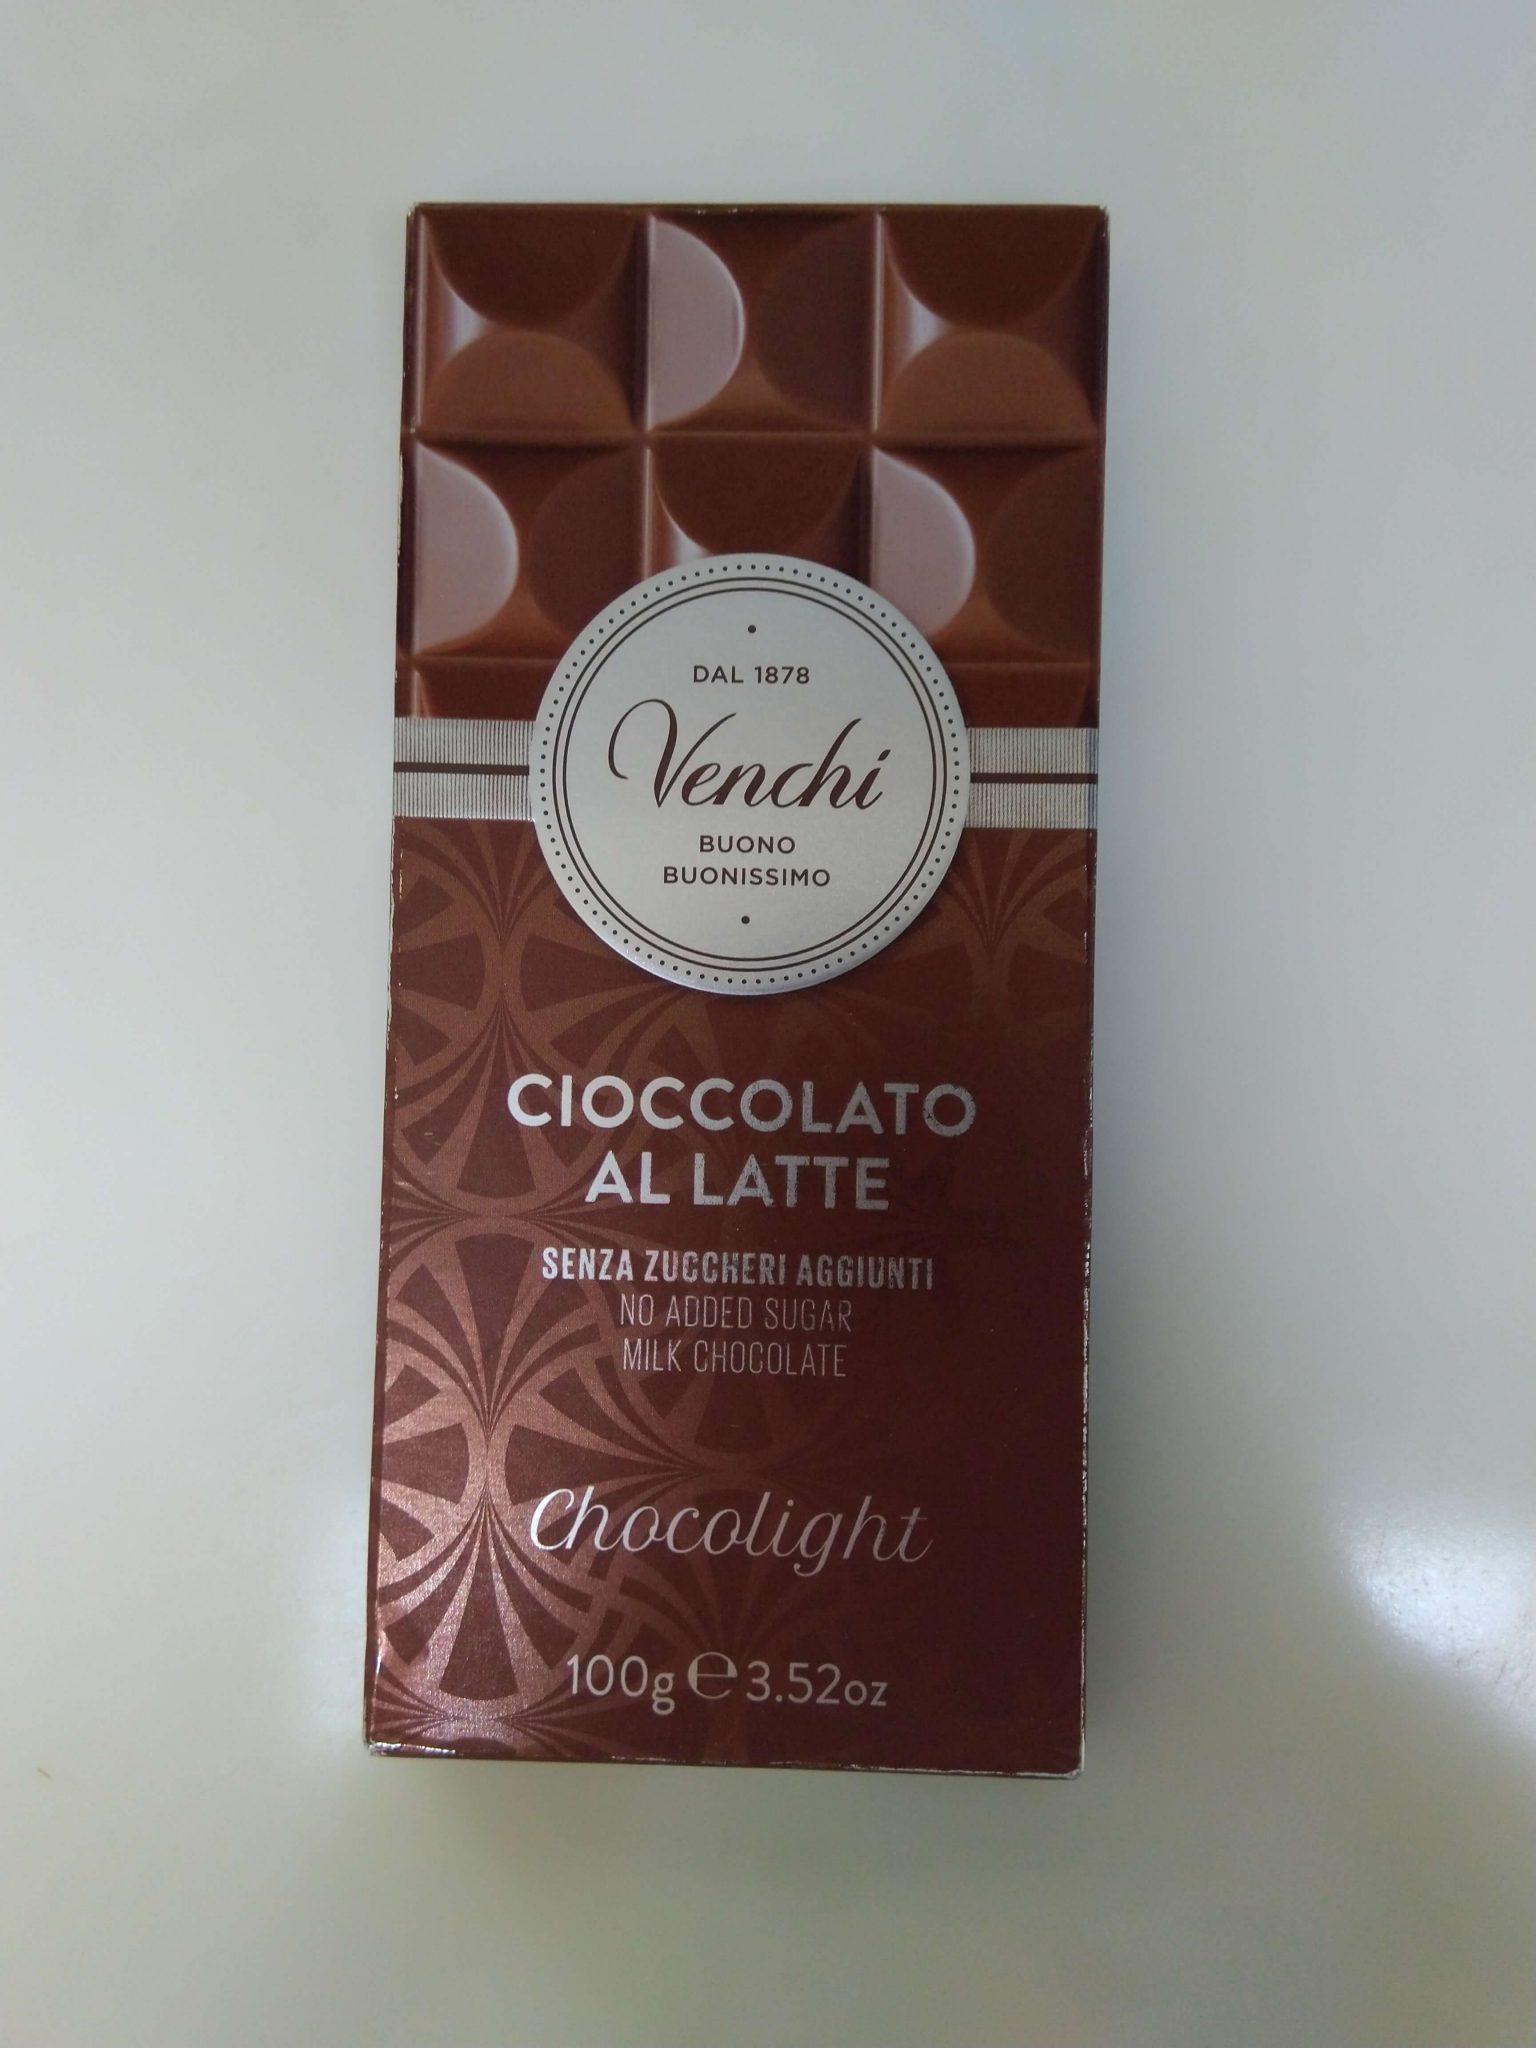 DAL 1878
Venchi
BUONO
BUONISSIMO
CIOCCOLATO
AL LATTE
SENZA ZUCCHERI AGGIUNTI
NO ADDED SUGAR
MILK CHOCOLATE
Chocolight
100g ℮ 3.52oz